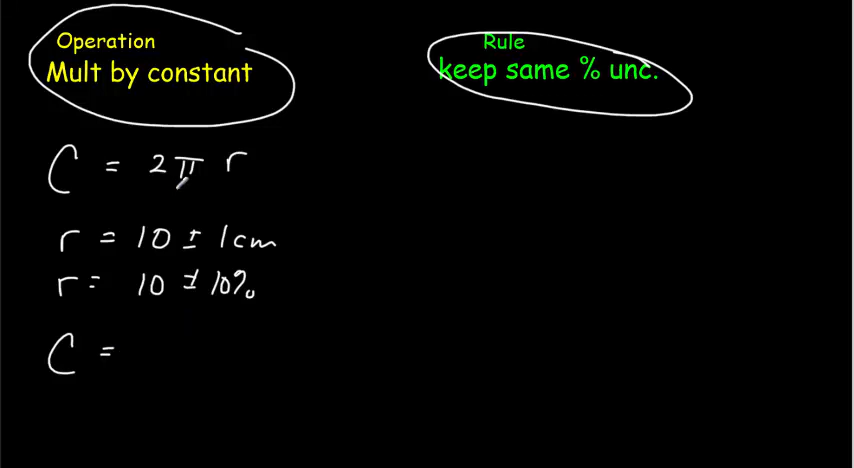 Operation
Mult by constant
Rule
keep same % unc.
C = 2π r
r = 10 ± 1cm
r = 10 ± 10%
C =